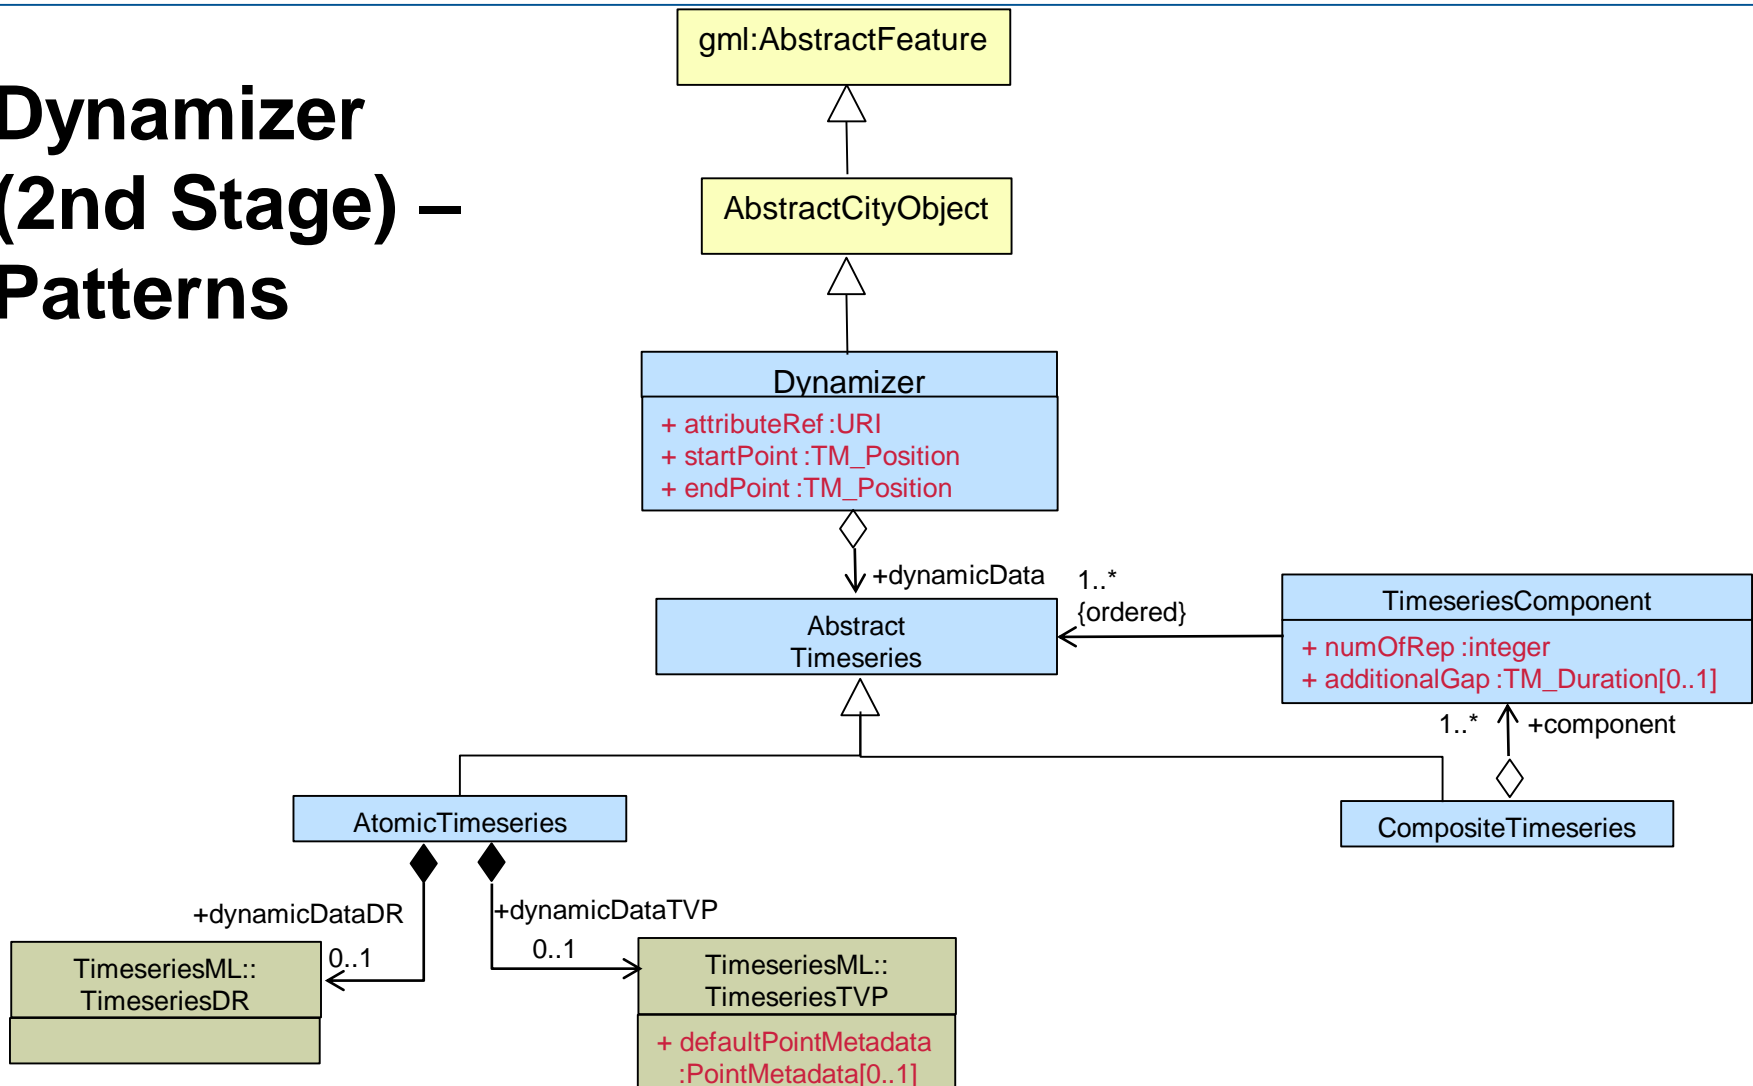 gml:AbstractFeature
Dynamizer
(2nd Stage) –
Patterns
AbstractCityObject
Dynamizer
+ attributeRef :URI
+ startPoint :TM_Position
+ endPoint :TM_Position
+dynamicData
1..*
{ordered}
Abstract
Timeseries
TimeseriesComponent
+ numOfRep :integer
+ additionalGap :TM_Duration[0..1]
1..*
+component
AtomicTimeseries
CompositeTimeseries
+dynamicDataDR
0..1
+dynamicDataTVP
0..1
TimeseriesML::
TimeseriesDR
TimeseriesML::
TimeseriesTVP
+ defaultPointMetadata
:PointMetadata[0..1]